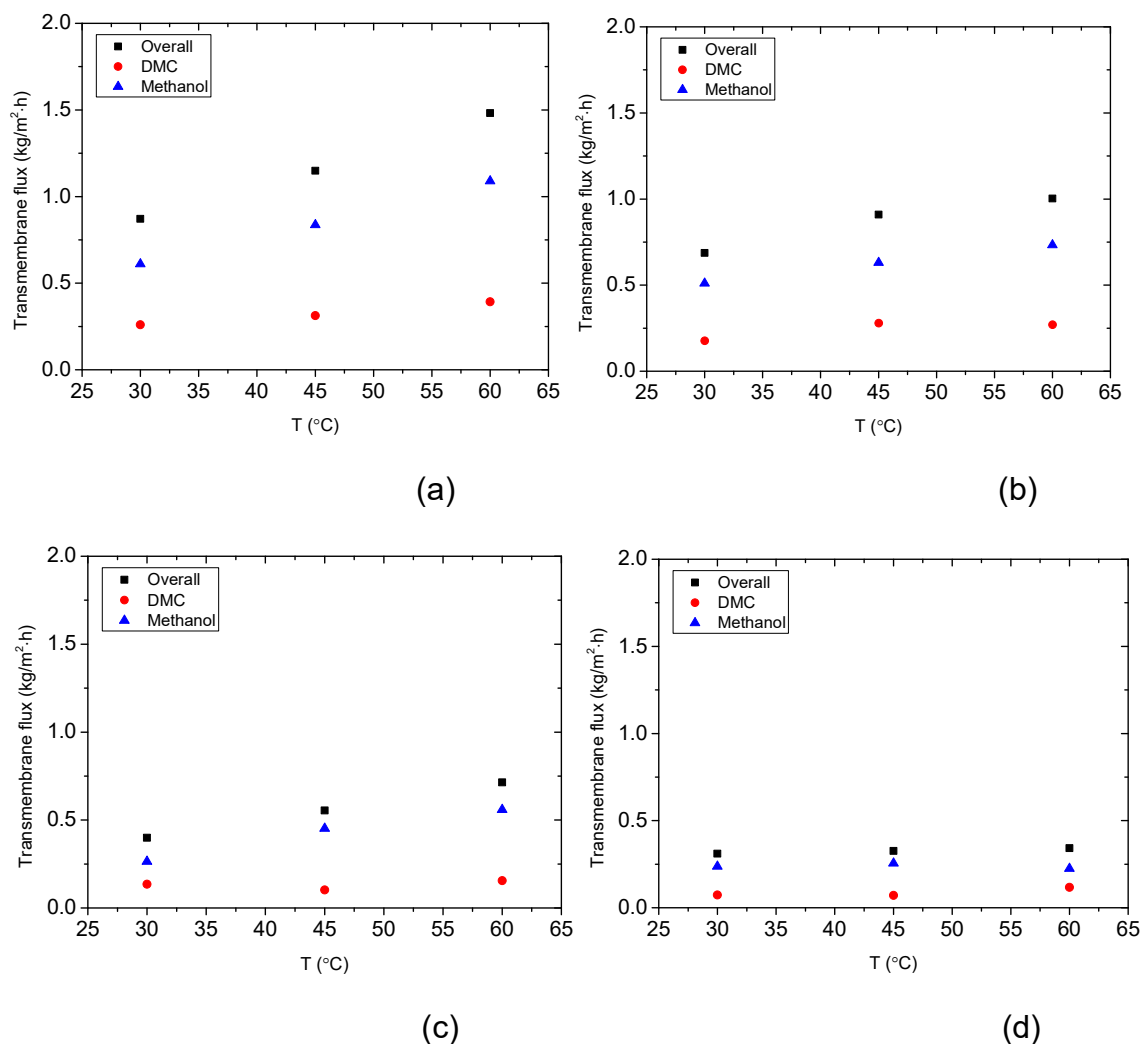 2.0
1.5
1.0
0.5
0.0
Transmembrane flux (kg/m²·h)
Overall
DMC
Methanol
25 30 35 40 45 50 55 60 65
T (°C)
(a)
2.0
1.5
1.0
0.5
0.0
Transmembrane flux (kg/m²·h)
Overall
DMC
Methanol
25 30 35 40 45 50 55 60 65
T (°C)
(b)
2.0
1.5
1.0
0.5
0.0
Transmembrane flux (kg/m²·h)
Overall
DMC
Methanol
25 30 35 40 45 50 55 60 65
T (°C)
(c)
2.0
1.5
1.0
0.5
0.0
Transmembrane flux (kg/m²·h)
Overall
DMC
Methanol
25 30 35 40 45 50 55 60 65
T (°C)
(d)